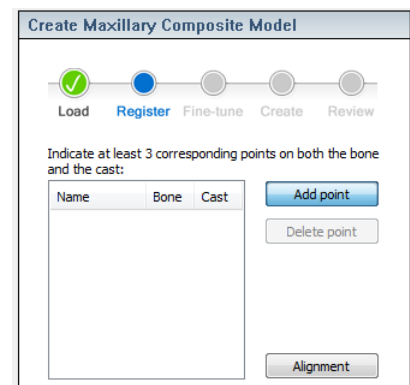 Create Maxillary Composite Model
Load Register Fine-tune Create Review
Indicate at least 3 corresponding points on both the bone
and the cast:
Name Bone Cast
Add point
Delete point
Alignment